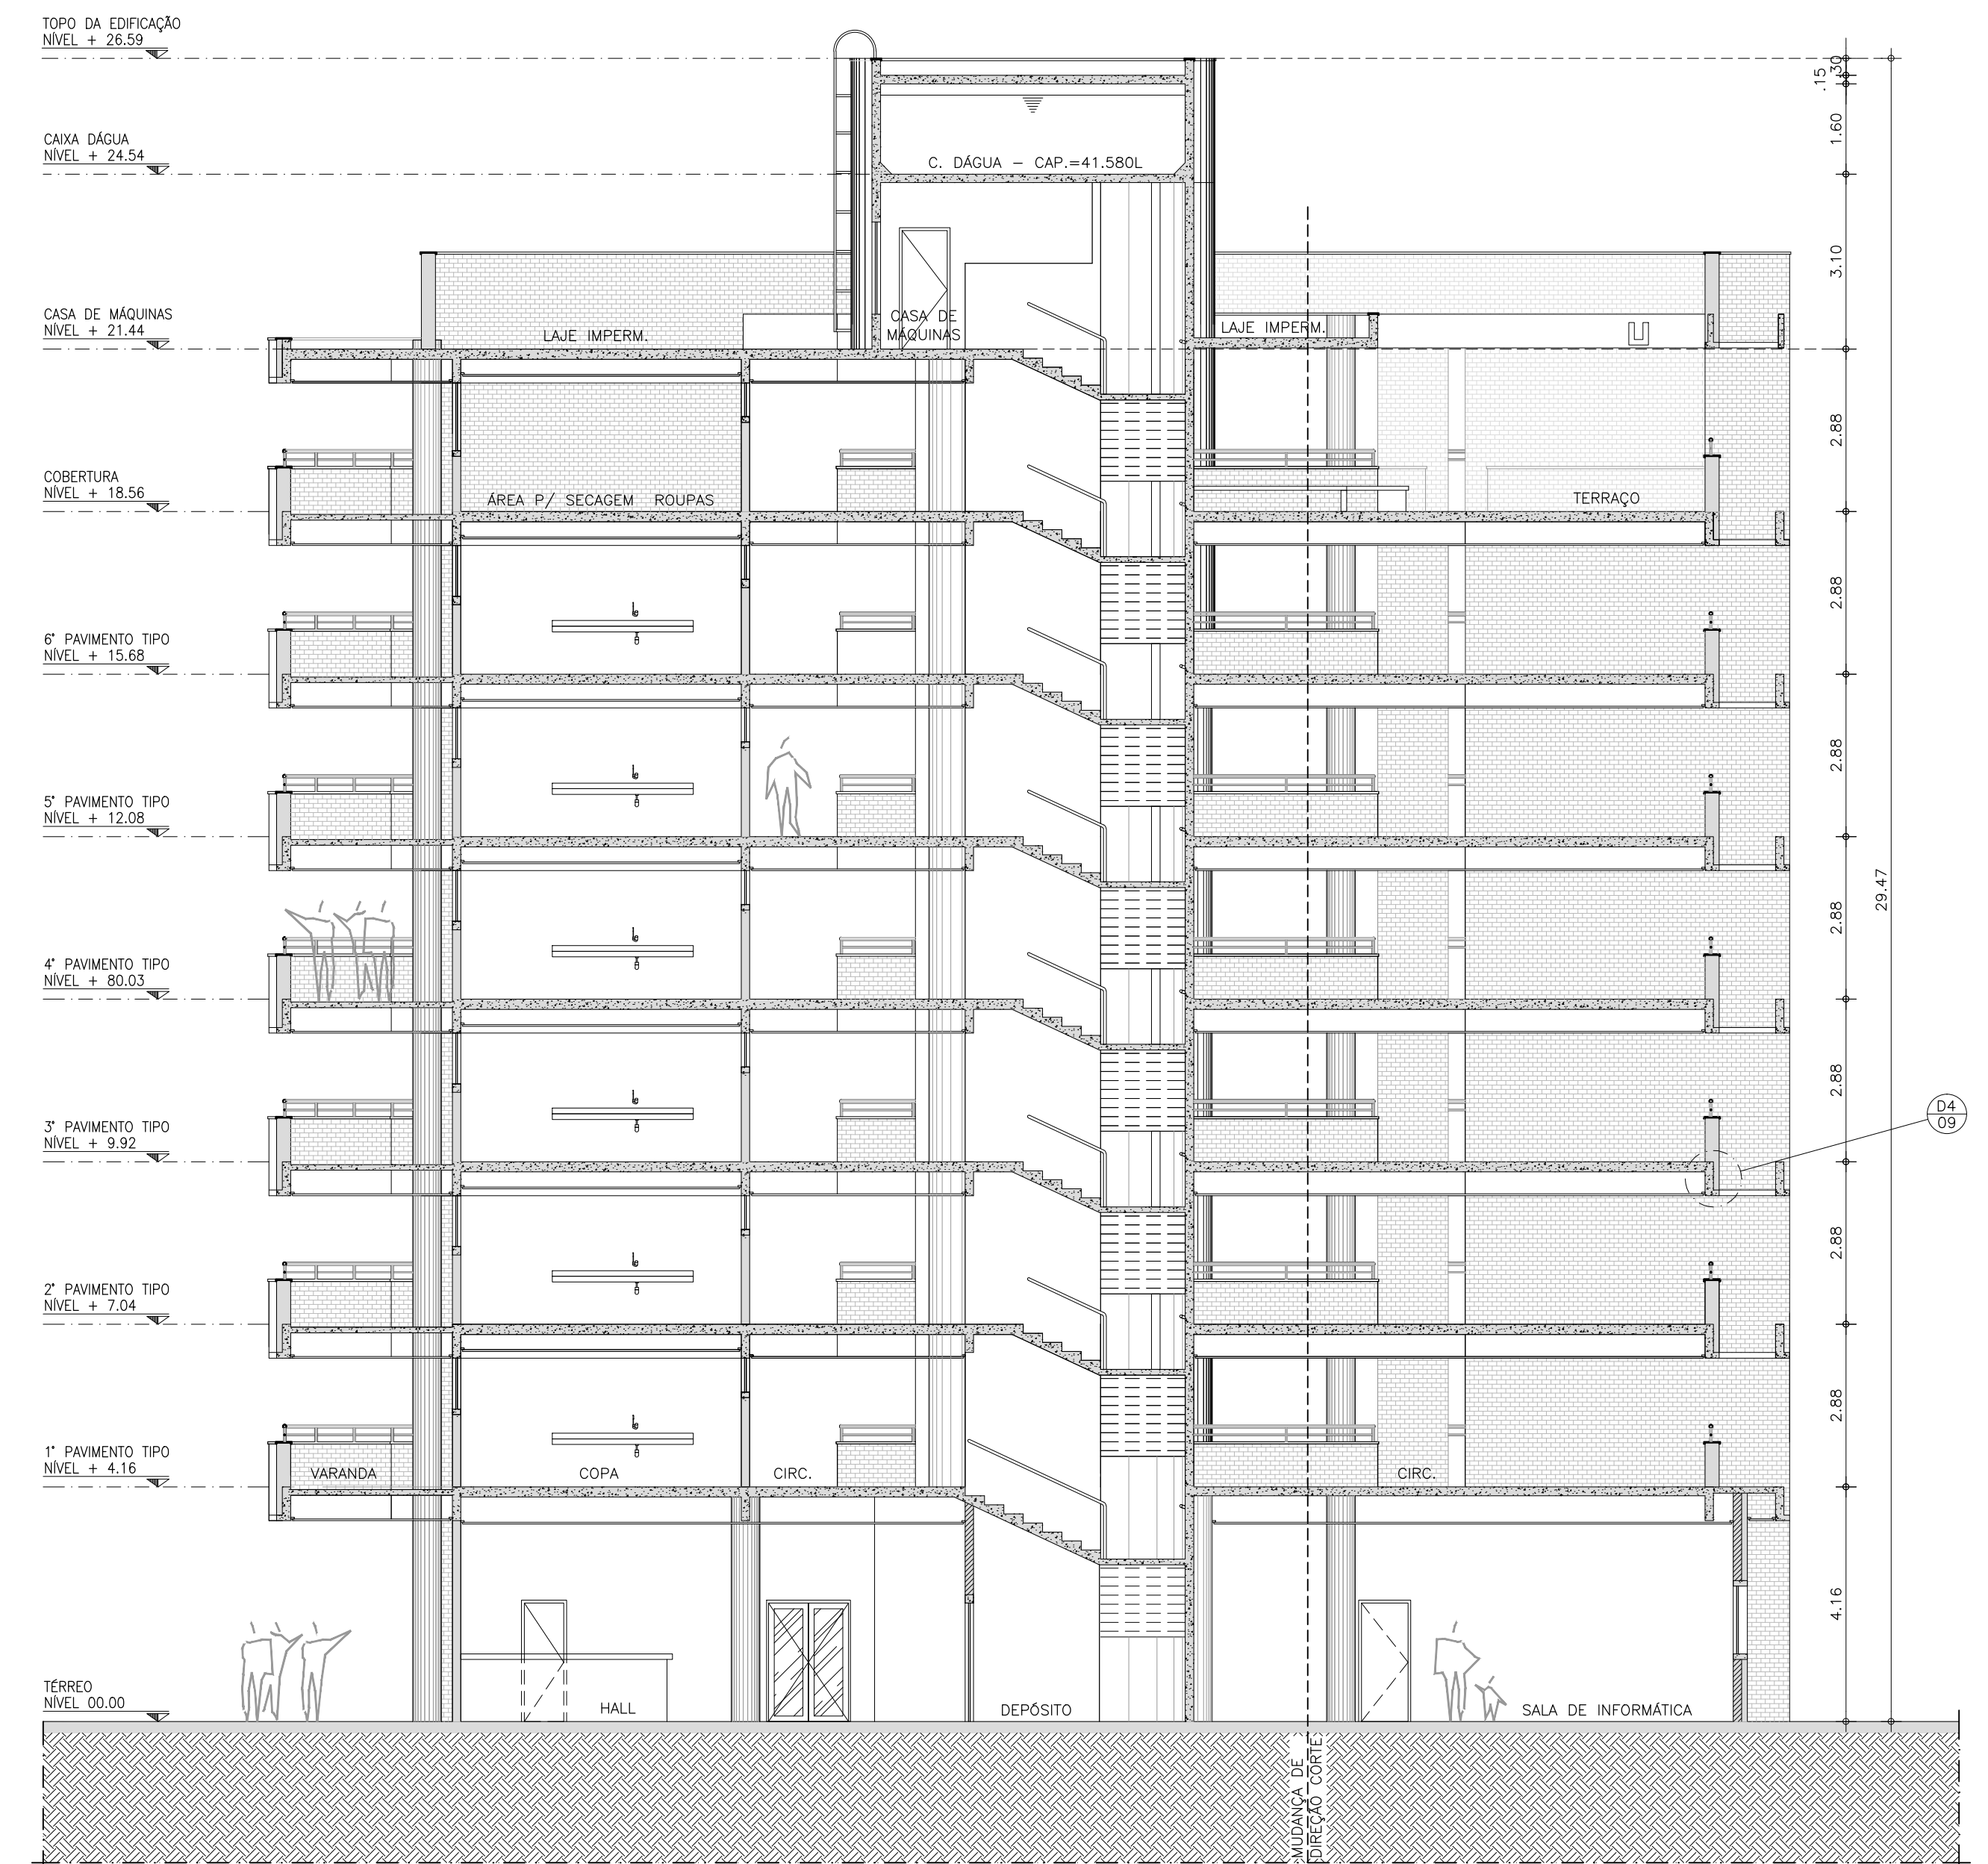 TOPO DA EDIFICAÇÃO
NÍVEL + 26.59
.15
.30
CAIXA DÁGUA
NÍVEL + 24.54
1.60
C. DÁGUA – CAP.=41.580L
3.10
CASA DE MÁQUINAS
NÍVEL + 21.44
LAJE IMPERM.
CASA DE
MÁQUINAS
LAJE IMPERM.
2.88
COBERTURA
NÍVEL + 18.56
ÁREA P/ SECAGEM ROUPAS
TERRAÇO
2.88
6° PAVIMENTO TIPO
NÍVEL + 15.68
2.88
5° PAVIMENTO TIPO
NÍVEL + 12.08
29.47
2.88
4° PAVIMENTO TIPO
NÍVEL + 80.03
2.88
D4
09
3° PAVIMENTO TIPO
NÍVEL + 9.92
2.88
2° PAVIMENTO TIPO
NÍVEL + 7.04
2.88
1° PAVIMENTO TIPO
NÍVEL + 4.16
VARANDA
COPA
CIRC.
CIRC.
4.16
TÉRREO
NÍVEL 00.00
HALL
DEPÓSITO
SALA DE INFORMÁTICA
MUDANÇA DE
DIREÇÃO CORTE